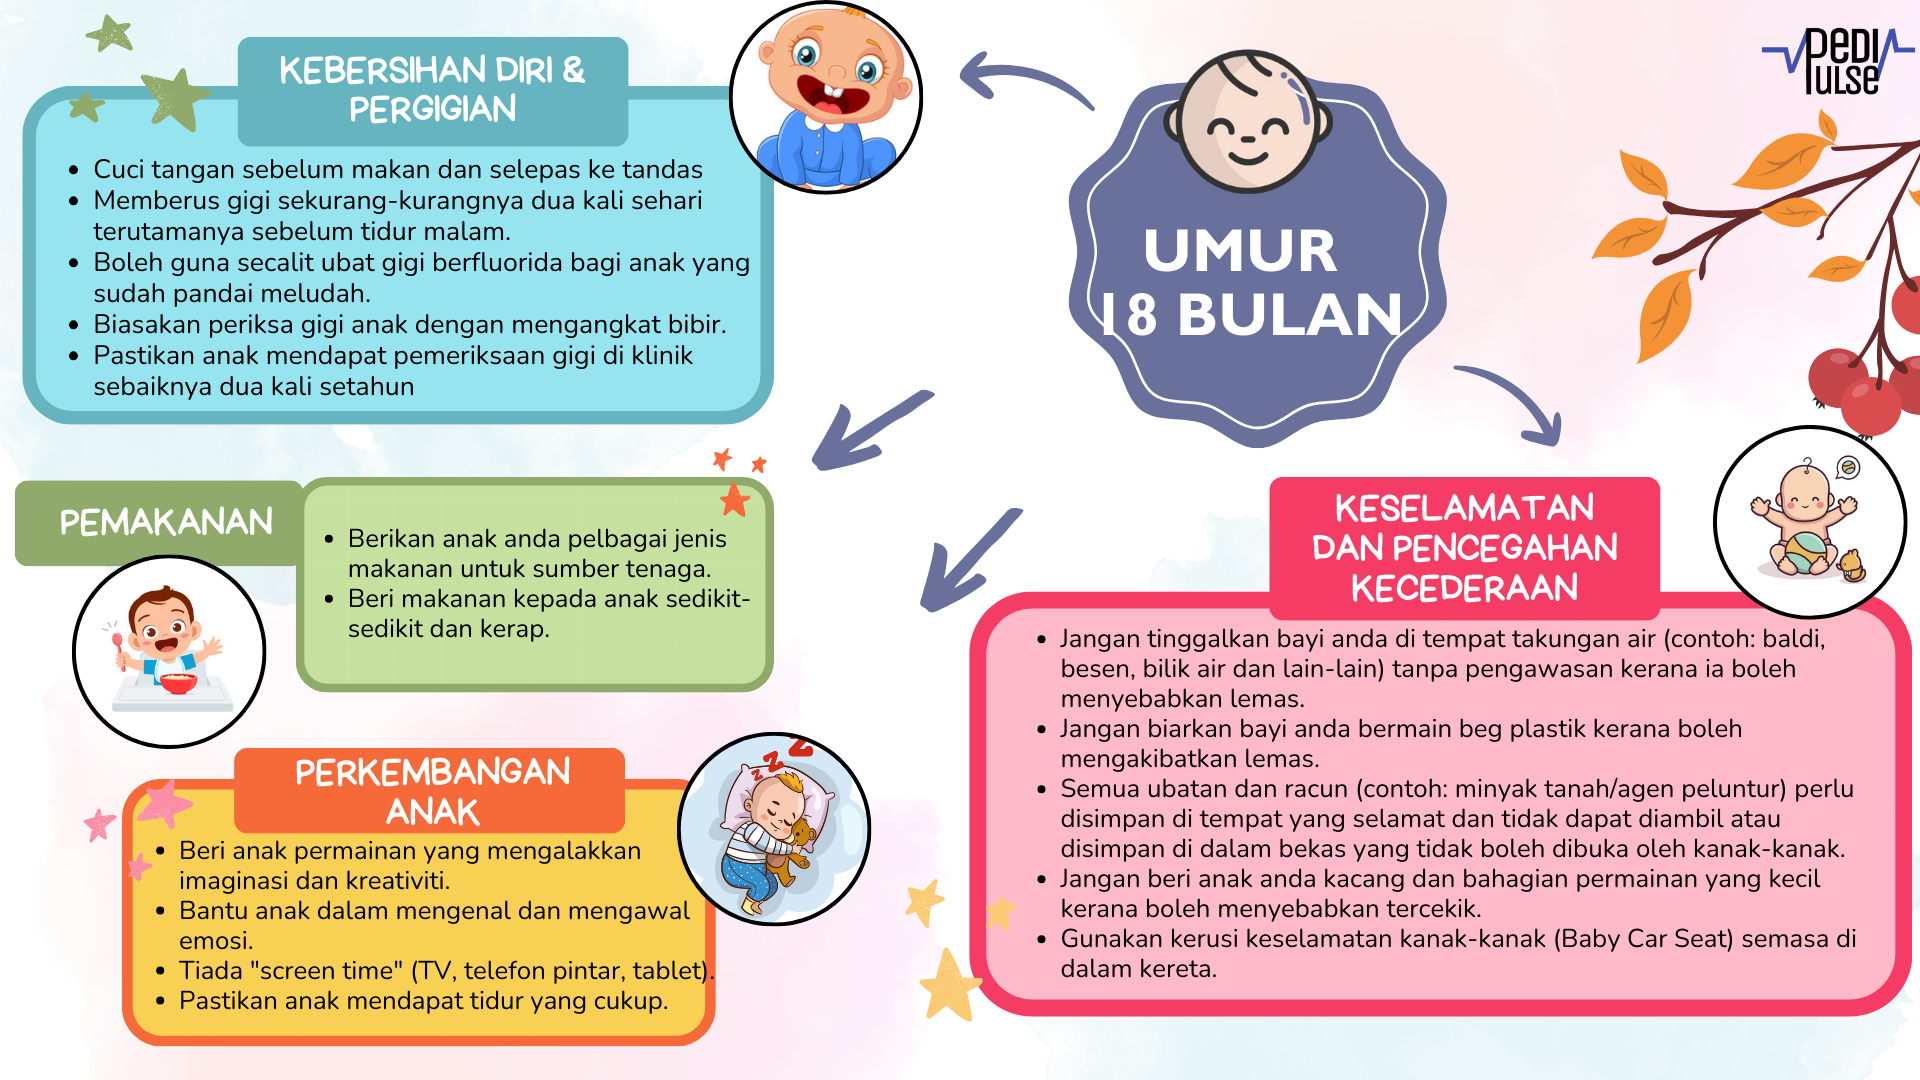 KEBERSIHAN DIRI &
PERGIGIAN
Cuci tangan sebelum makan dan selepas ke tandas
Memberus gigi sekurang-kurangnya dua kali sehari
terutamanya sebelum tidur malam.
Boleh guna secalit ubat gigi berfluorida bagi anak yang
sudah pandai meludah.
Biasakan periksa gigi anak dengan mengangkat bibir.
Pastikan anak mendapat pemeriksaan gigi di klinik
sebaiknya dua kali setahun
UMUR
18 BULAN
PEDI
PULSE
PEMAKANAN
Berikan anak anda pelbagai jenis
makanan untuk sumber tenaga.
Beri makanan kepada anak sedikit-
sedikit dan kerap.
PERKEMBANGAN
ANAK
Z Z Z
Beri anak permainan yang mengalakkan
imaginasi dan kreativiti.
Bantu anak dalam mengenal dan mengawal
emosi.
Tiada "screen time" (TV, telefon pintar, tablet).
Pastikan anak mendapat tidur yang cukup.
KESELAMATAN
DAN PENCEGAHAN
KECEDERAAN
Jangan tinggalkan bayi anda di tempat takungan air (contoh: baldi,
besen, bilik air dan lain-lain) tanpa pengawasan kerana ia boleh
menyebabkan lemas.
Jangan biarkan bayi anda bermain beg plastik kerana boleh
mengakibatkan lemas.
Semua ubatan dan racun (contoh: minyak tanah/agen peluntur) perlu
disimpan di tempat yang selamat dan tidak dapat diambil atau
disimpan di dalam bekas yang tidak boleh dibuka oleh kanak-kanak.
Jangan beri anak anda kacang dan bahagian permainan yang kecil
kerana boleh menyebabkan tercekik.
Gunakan kerusi keselamatan kanak-kanak (Baby Car Seat) semasa di
dalam kereta.